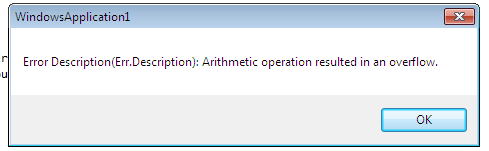 WindowsApplication1
Error Description(Err.Description): Arithmetic operation resulted in an overflow.
OK